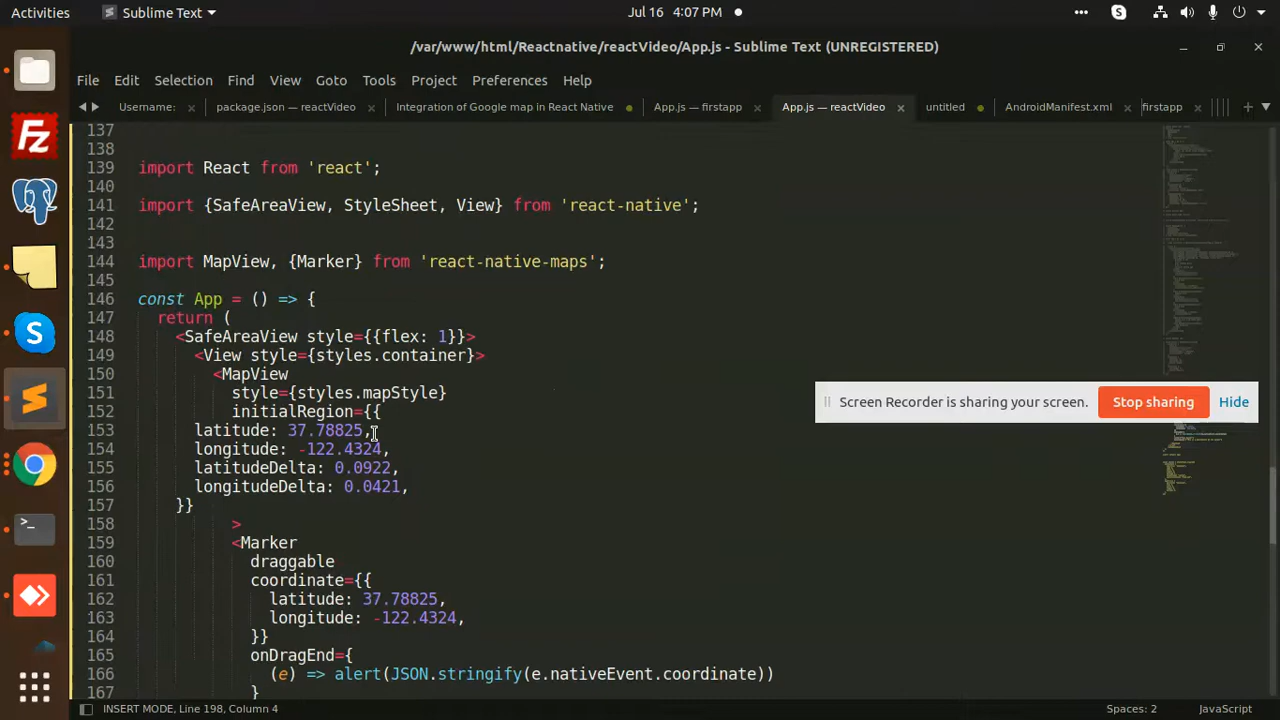 Activities
Sublime Text
Jul 16 4:07 PM
/var/www/html/Reactnative/reactVideo/App.js - Sublime Text (UNREGISTERED)
File Edit Selection Find View Goto Tools Project Preferences Help
Username: package.json — reactVideo Integration of Google map in React Native App.js — firstapp App.js — reactVideo untitled AndroidManifest.xml firstapp
137
138
139 import React from 'react';
140
141 import {SafeAreaView, StyleSheet, View} from 'react-native';
142
143
144 import MapView, {Marker} from 'react-native-maps';
145
146 const App = () => {
147 return (
148 <SafeAreaView style={{flex: 1}}>
149 <View style={styles.container}>
150 <MapView
151 style={styles.mapStyle}
152 initialRegion={{
153 latitude: 37.78825,
154 longitude: -122.4324,
155 latitudeDelta: 0.0922,
156 longitudeDelta: 0.0421,
157 }}
158 >
159 <Marker
160 draggable
161 coordinate={{
162 latitude: 37.78825,
163 longitude: -122.4324,
164 }}
165 onDragEnd={
166 (e) => alert(JSON.stringify(e.nativeEvent.coordinate))
167 }
Screen Recorder is sharing your screen. Stop sharing Hide
INSERT MODE, Line 198, Column 4
Spaces: 2
JavaScript